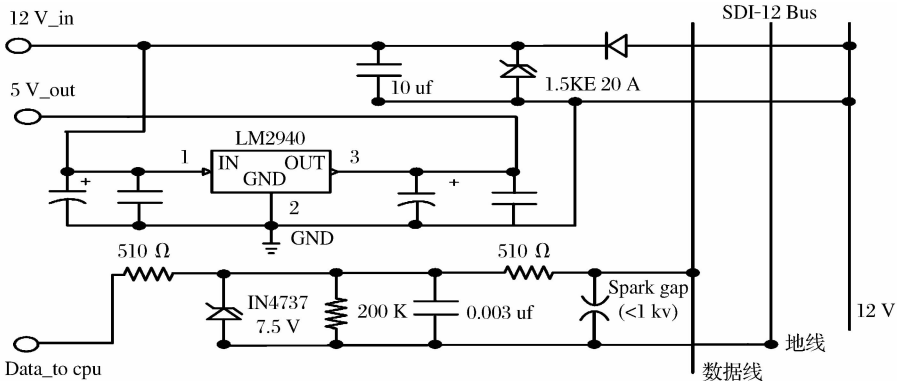 12 V_in
SDI-12 Bus
10 uf
1.5KE 20 A
5 V_out
LM2940
1
IN
OUT
3
GND
+
+
2
GND
510 Ω
510 Ω
Spark gap
(<1 kv)
IN4737
7.5 V
200 K
0.003 uf
12 V
地线
Data_to cpu
数据线